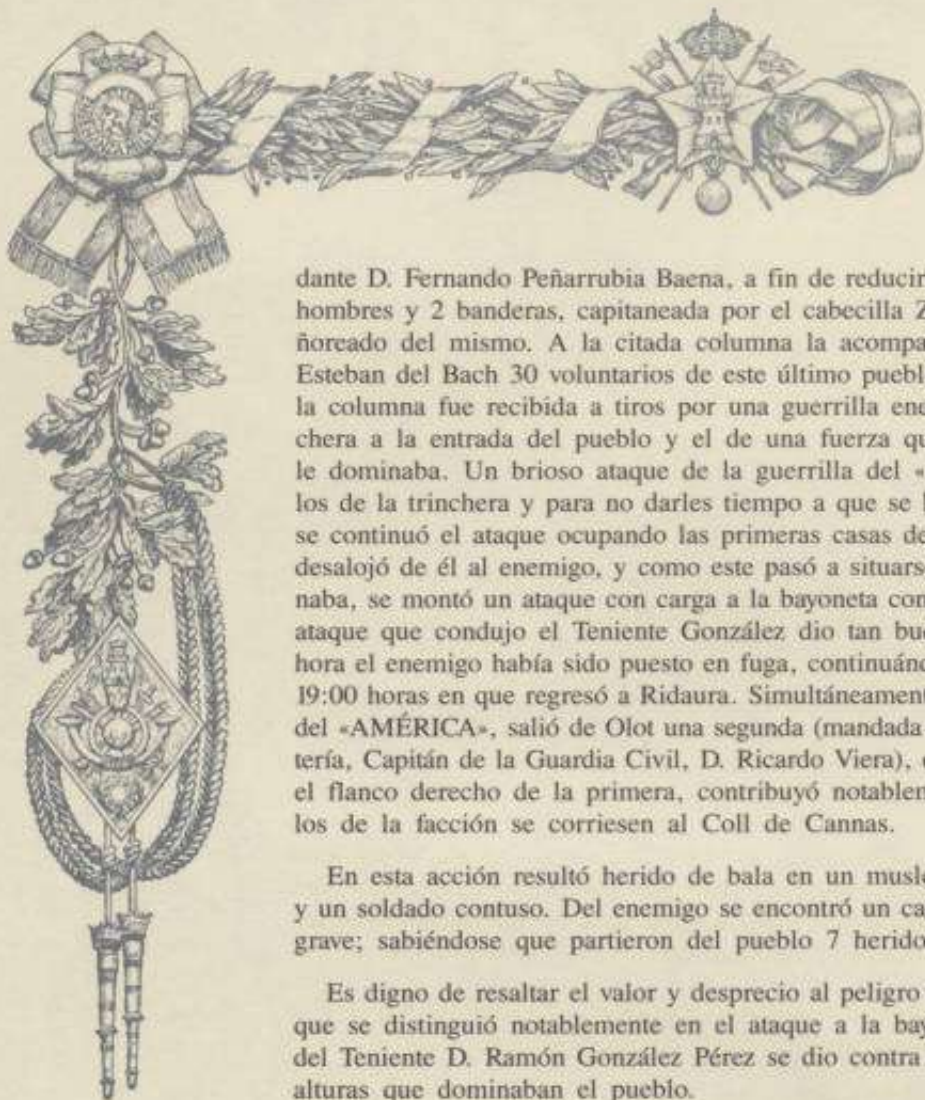 dante D. Fernando Peñarrubia Baena, a fin de reducir
hombres y 2 banderas, capitaneada por el cabecilla Z
ñoreado del mismo. A la citada columna la acompa
Esteban del Bach 30 voluntarios de este último puebl
la columna fue recibida a tiros por una guerrilla ene
chera a la entrada del pueblo y el de una fuerza qu
le dominaba. Un brioso ataque de la guerrilla del «
los de la trinchera y para no darles tiempo a que se
se continuó el ataque ocupando las primeras casas de
desalojó de él al enemigo, y como este pasó a situars
naba, se montó un ataque con carga a la bayoneta con
ataque que condujo el Teniente González dio tan bue
hora el enemigo había sido puesto en fuga, continuánd
19:00 horas en que regresó a Ridaura. Simultáneament
del «AMÉRICA», salió de Olot una segunda (mandada
tería, Capitán de la Guardia Civil, D. Ricardo Viera),
el flanco derecho de la primera, contribuyó notablem
los de la facción se corriesen al Coll de Cannas.
En esta acción resultó herido de bala en un musl
y un soldado contuso. Del enemigo se encontró un ca
grave; sabiéndose que partieron del pueblo 7 herido
Es digno de resaltar el valor y desprecio al peligro
que se distinguió notablemente en el ataque a la bay
del Teniente D. Ramón González Pérez se dio contra
alturas que dominaban el pueblo.